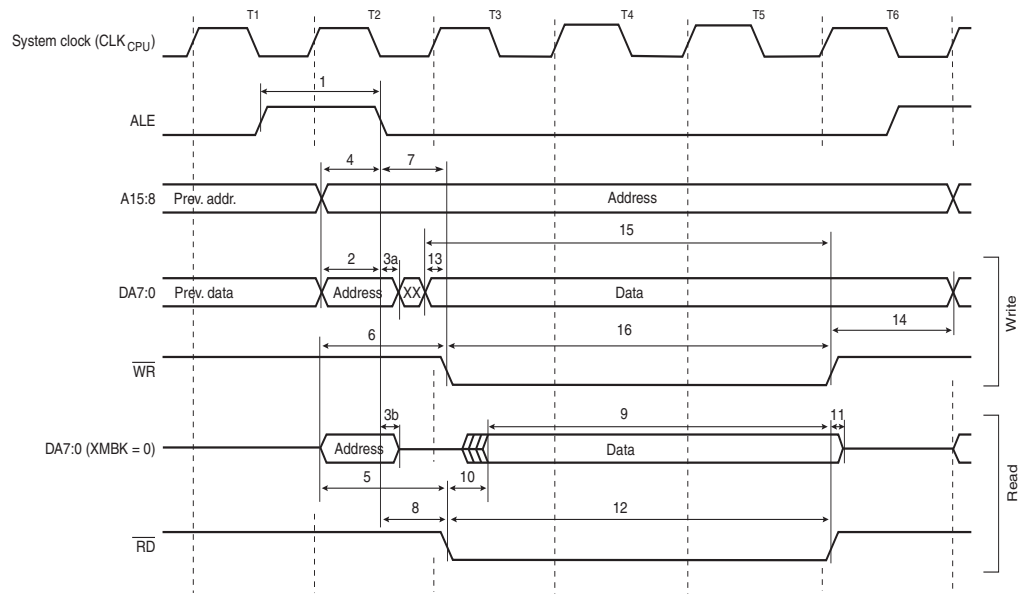 T1 T2 T3 T4 T5 T6
System clock (CLKCPU)
1
ALE
4 7
A15:8 Prev. addr. Address
15
2 3a 13
DA7:0 Prev. data Address XX Data
14
6 16
WR
Write
3b 9 11
DA7:0 (XMBK = 0) Address Data
5 10
8 12
RD
Read